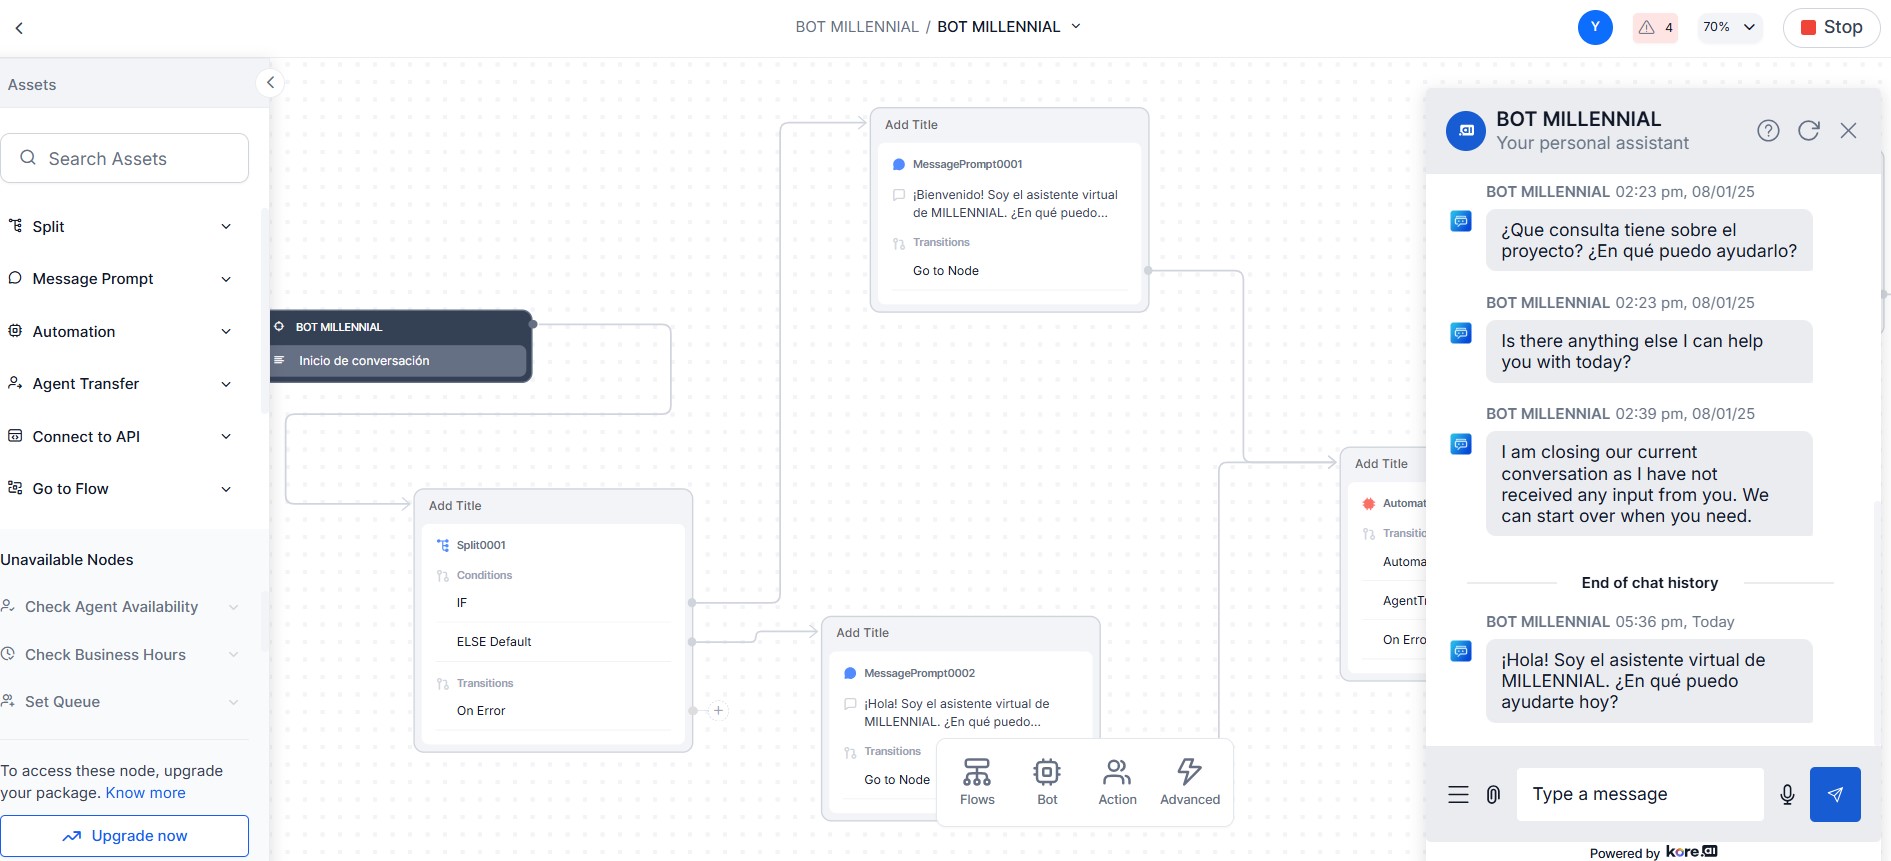 BOT MILLENNIAL / BOT MILLENNIAL
Y
4
70%
Stop
Assets
Search Assets
Split
Message Prompt
Automation
Agent Transfer
Connect to API
Go to Flow
Unavailable Nodes
Check Agent Availability
Check Business Hours
Set Queue
To access these node, upgrade
your package. Know more
Upgrade now
BOT MILLENNIAL
Inicio de conversación
Add Title
Split0001
Conditions
IF
ELSE Default
Transitions
On Error
Add Title
MessagePrompt0001
¡Bienvenido! Soy el asistente virtual
de MILLENNIAL. ¿En qué puedo...
Transitions
Go to Node
Add Title
MessagePrompt0002
¡Hola! Soy el asistente virtual de
MILLENNIAL. ¿En qué puedo...
Transitions
Go to Node
Flows
Bot
Action
Advanced
Add Title
Automat
Transitio
Automa
AgentTr
On Erro
.ai
BOT MILLENNIAL
Your personal assistant
BOT MILLENNIAL 02:23 pm, 08/01/25
¿Que consulta tiene sobre el
proyecto? ¿En qué puedo ayudarlo?
BOT MILLENNIAL 02:23 pm, 08/01/25
Is there anything else I can help
you with today?
BOT MILLENNIAL 02:39 pm, 08/01/25
I am closing our current
conversation as I have not
received any input from you. We
can start over when you need.
End of chat history
BOT MILLENNIAL 05:36 pm, Today
¡Hola! Soy el asistente virtual de
MILLENNIAL. ¿En qué puedo
ayudarte hoy?
Type a message
Powered by kore.ai